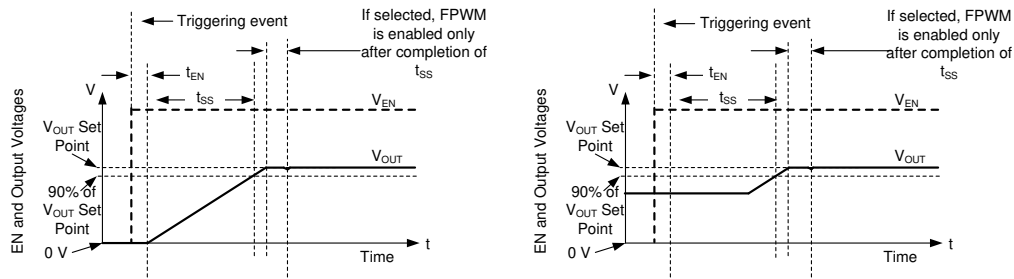 Triggering event
If selected, FPWM
is enabled only
after completion of
tSS
tEN
tSS
V
VEN
EN and Output Voltages
VOUT Set
Point
VOUT
90% of
VOUT Set
Point
0 V
t
Time
Triggering event
If selected, FPWM
is enabled only
after completion of
tSS
tEN
tSS
V
VEN
EN and Output Voltages
VOUT Set
Point
VOUT
90% of
VOUT Set
Point
0 V
t
Time